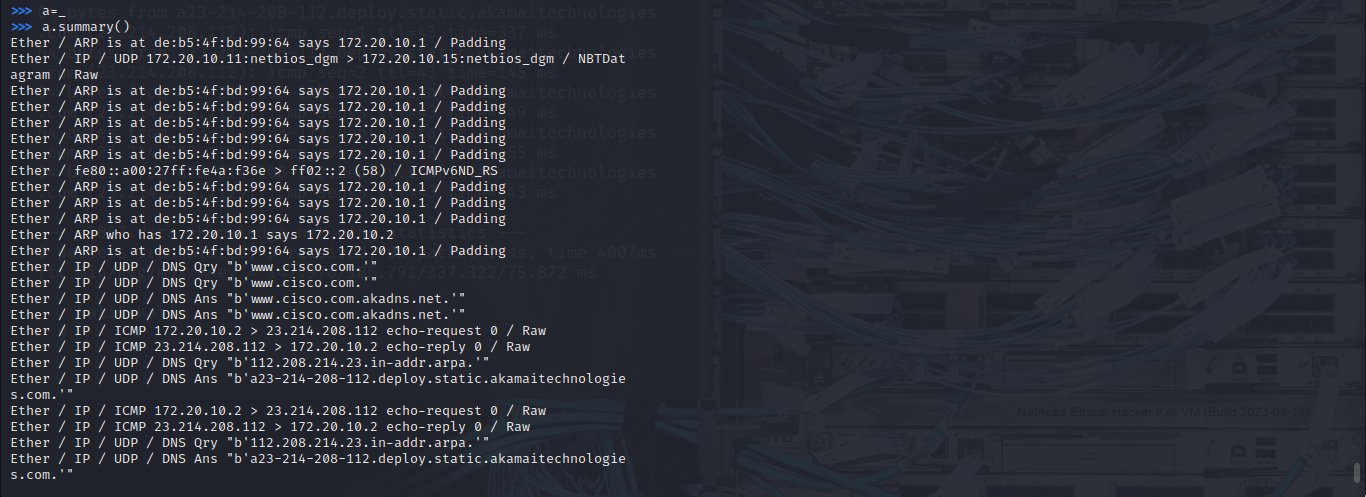 >>> a=_
>>> a.summary()
Ether / ARP is at de:b5:4f:bd:99:64 says 172.20.10.1 / Padding
Ether / IP / UDP 172.20.10.11:netbios_dgm > 172.20.10.15:netbios_dgm / NBTDat
agram / Raw
Ether / ARP is at de:b5:4f:bd:99:64 says 172.20.10.1 / Padding
Ether / ARP is at de:b5:4f:bd:99:64 says 172.20.10.1 / Padding
Ether / ARP is at de:b5:4f:bd:99:64 says 172.20.10.1 / Padding
Ether / ARP is at de:b5:4f:bd:99:64 says 172.20.10.1 / Padding
Ether / ARP is at de:b5:4f:bd:99:64 says 172.20.10.1 / Padding
Ether / fe80::a00:27ff:fe4a:f36e > ff02::2 (58) / ICMPv6ND_RS
Ether / ARP is at de:b5:4f:bd:99:64 says 172.20.10.1 / Padding
Ether / ARP is at de:b5:4f:bd:99:64 says 172.20.10.1 / Padding
Ether / ARP is at de:b5:4f:bd:99:64 says 172.20.10.1 / Padding
Ether / ARP who has 172.20.10.1 says 172.20.10.2
Ether / ARP is at de:b5:4f:bd:99:64 says 172.20.10.1 / Padding
Ether / IP / UDP / DNS Qry "b'www.cisco.com.'"
Ether / IP / UDP / DNS Qry "b'www.cisco.com.'"
Ether / IP / UDP / DNS Ans "b'www.cisco.com.akadns.net.'"
Ether / IP / UDP / DNS Ans "b'www.cisco.com.akadns.net.'"
Ether / IP / ICMP 172.20.10.2 > 23.214.208.112 echo-request 0 / Raw
Ether / IP / ICMP 23.214.208.112 > 172.20.10.2 echo-reply 0 / Raw
Ether / IP / UDP / DNS Qry "b'112.208.214.23.in-addr.arpa.'"
Ether / IP / UDP / DNS Ans "b'a23-214-208-112.deploy.static.akamaitechnologie
s.com.'"
Ether / IP / ICMP 172.20.10.2 > 23.214.208.112 echo-request 0 / Raw
Ether / IP / ICMP 23.214.208.112 > 172.20.10.2 echo-reply 0 / Raw
Ether / IP / UDP / DNS Qry "b'112.208.214.23.in-addr.arpa.'"
Ether / IP / UDP / DNS Ans "b'a23-214-208-112.deploy.static.akamaitechnologie
s.com.'"
NetAcad Ethical Hacker Kali VM (Build 2023-08-14)